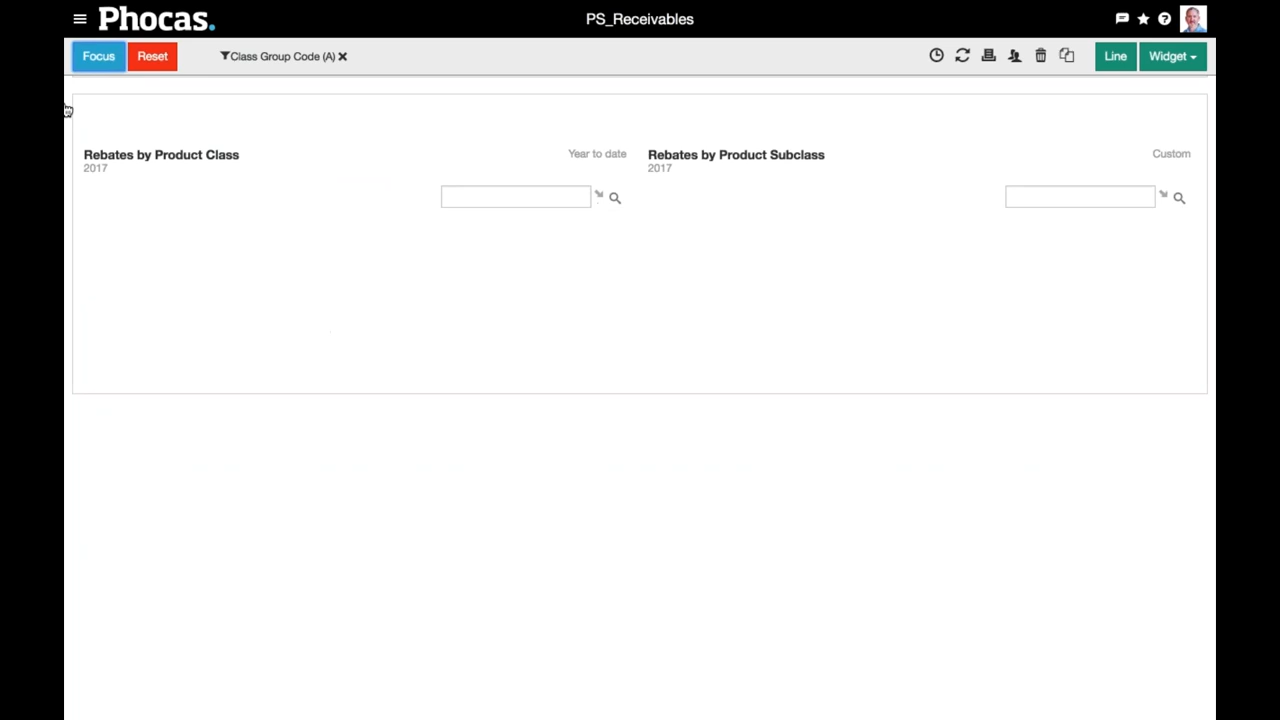 Phocas.
PS_Receivables
Focus
Reset
Class Group Code (A)
Line
Widget
Rebates by Product Class
2017
Year to date
Rebates by Product Subclass
2017
Custom